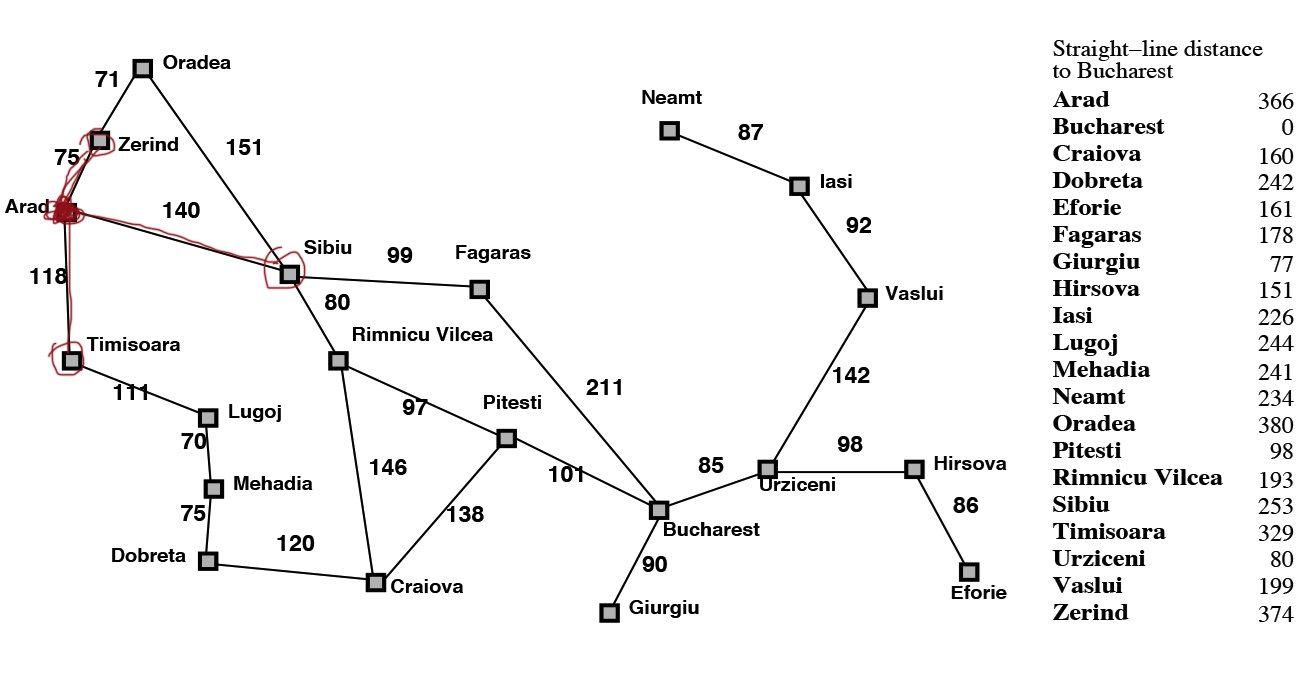 Oradea
71
Zerind
151
75
Arad
140
Sibiu
99
Fagaras
118
80
Timisoara
Rimnicu Vilcea
111
Lugoj
97
Pitesti
211
70
146
101
Mehadia
75
138
120
Dobreta
Craiova
Neamt
87
Iasi
92
Vaslui
142
98
85
Hirsova
Urziceni
86
Bucharest
90
Eforie
Giurgiu
Straight–line distance
to Bucharest
Arad 366
Bucharest 0
Craiova 160
Dobreta 242
Eforie 161
Fagaras 178
Giurgiu 77
Hirsova 151
Iasi 226
Lugoj 244
Mehadia 241
Neamt 234
Oradea 380
Pitesti 98
Rimnicu Vilcea 193
Sibiu 253
Timisoara 329
Urziceni 80
Vaslui 199
Zerind 374